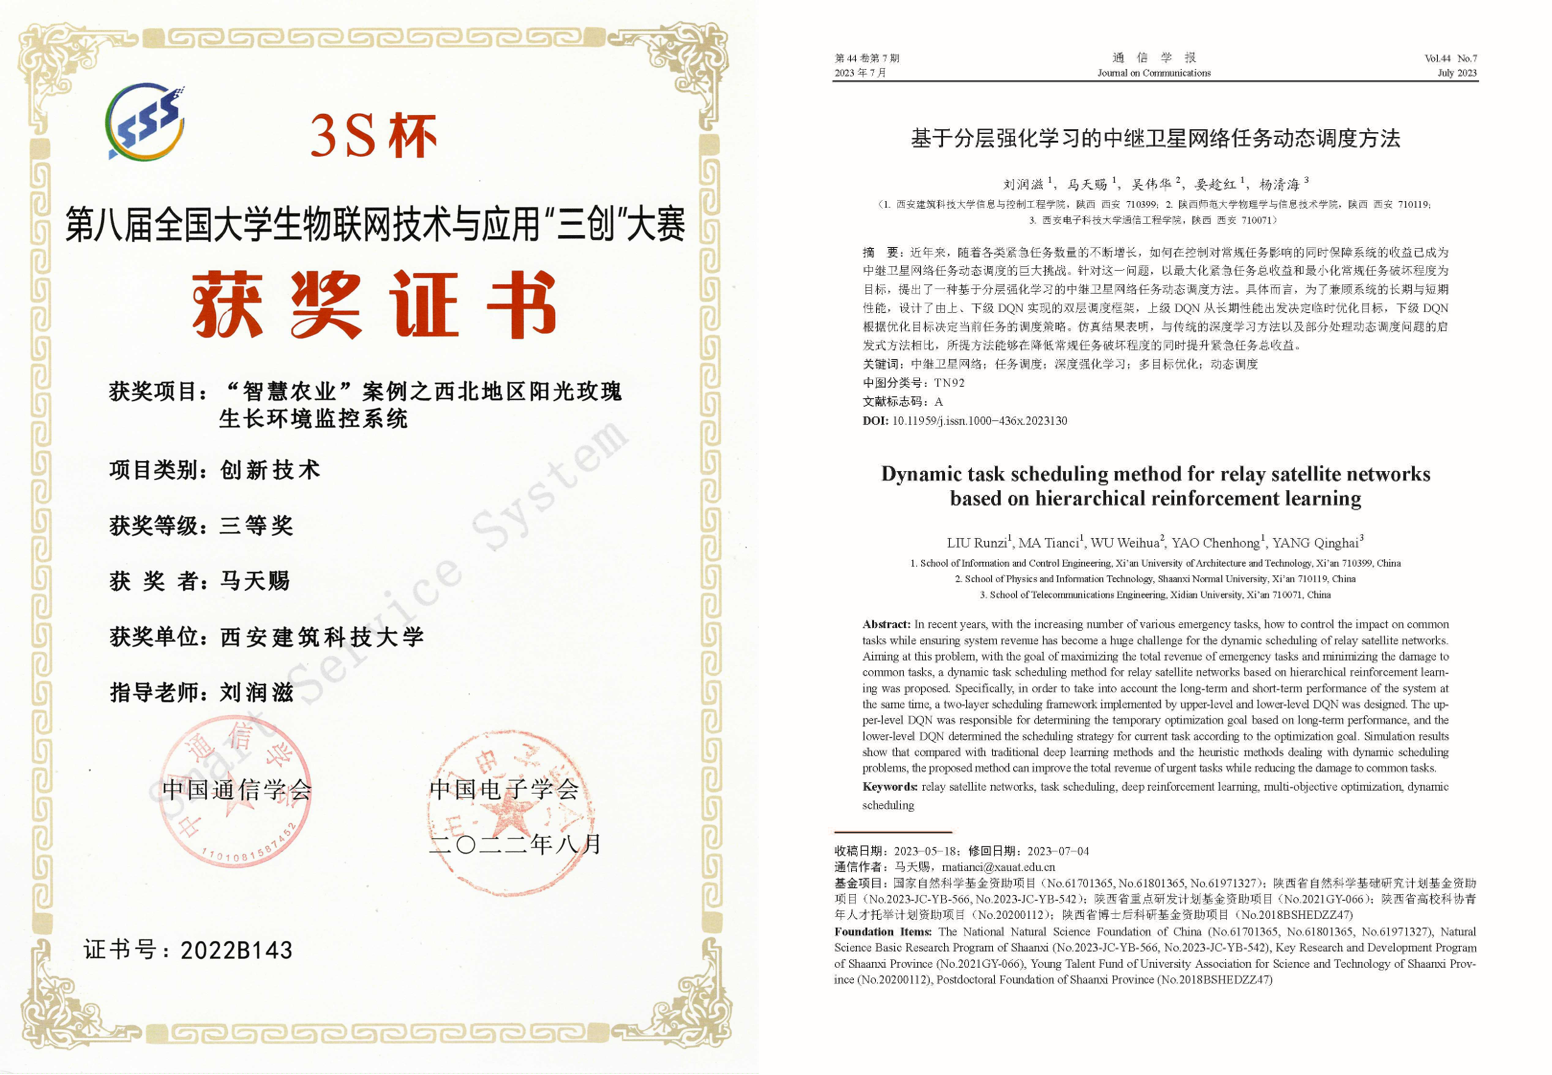 SSS
3S杯
第八届全国大学生物联网技术与应用“三创”大赛
获奖证书
获奖项目：“智慧农业”案例之西北地区阳光玫瑰
生长环境监控系统
项目类别：创新技术
获奖等级：三等奖
获奖者：马天赐
获奖单位：西安建筑科技大学
指导老师：刘润滋
Smart Service System
中国通信学会
中国通信学会
1101081587452
中国电子学会
中国电子学会
二〇二二年八月
证书号：2022B143
第 44 卷第 7 期 通信学报 Vol.44 No.7
2023 年 7 月 Journal on Communications July 2023
基于分层强化学习的中继卫星网络任务动态调度方法
刘润滋1，马天赐1，吴伟华2，晏趁红1，杨清海3
（1. 西安建筑科技大学信息与控制工程学院，陕西 西安 710399；2. 陕西师范大学物理学与信息技术学院，陕西 西安 710119；
3. 西安电子科技大学通信工程学院，陕西 西安 710071）
摘 要：近年来，随着各类紧急任务数量的不断增长，如何在控制对常规任务影响的同时保障系统的收益已成为
中继卫星网络任务动态调度的巨大挑战。针对这一问题，以最大化紧急任务总收益和最小化常规任务破坏程度为
目标，提出了一种基于分层强化学习的中继卫星网络任务动态调度方法。具体而言，为了兼顾系统的长期与短期
性能，设计了由上、下级 DQN 实现的双层调度框架，上级 DQN 从长期性能出发决定临时优化目标，下级 DQN
根据优化目标决定当前任务的调度策略。仿真结果表明，与传统的深度学习方法以及部分处理动态调度问题的启
发式方法相比，所提方法能够在降低常规任务破坏程度的同时提升紧急任务总收益。
关键词：中继卫星网络；任务调度；深度强化学习；多目标优化；动态调度
中图分类号：TN92
文献标志码：A
DOI: 10.11959/j.issn.1000−436x.2023130
Dynamic task scheduling method for relay satellite networks
based on hierarchical reinforcement learning
LIU Runzi1, MA Tianci1, WU Weihua2, YAO Chenhong1, YANG Qinghai3
1. School of Information and Control Engineering, Xi’an University of Architecture and Technology, Xi’an 710399, China
2. School of Physics and Information Technology, Shaanxi Normal University, Xi’an 710119, China
3. School of Telecommunications Engineering, Xidian University, Xi’an 710071, China
Abstract: In recent years, with the increasing number of various emergency tasks, how to control the impact on common
tasks while ensuring system revenue has become a huge challenge for the dynamic scheduling of relay satellite networks.
Aiming at this problem, with the goal of maximizing the total revenue of emergency tasks and minimizing the damage to
common tasks, a dynamic task scheduling method for relay satellite networks based on hierarchical reinforcement learn-
ing was proposed. Specifically, in order to take into account the long-term and short-term performance of the system at
the same time, a two-layer scheduling framework implemented by upper-level and lower-level DQN was designed. The up-
per-level DQN was responsible for determining the temporary optimization goal based on long-term performance, and the
lower-level DQN determined the scheduling strategy for current task according to the optimization goal. Simulation results
show that compared with traditional deep learning methods and the heuristic methods dealing with dynamic scheduling
problems, the proposed method can improve the total revenue of urgent tasks while reducing the damage to common tasks.
Keywords: relay satellite networks, task scheduling, deep reinforcement learning, multi-objective optimization, dynamic
scheduling
收稿日期：2023−05−18；修回日期：2023−07−04
通信作者：马天赐，matianci@xauat.edu.cn
基金项目：国家自然科学基金资助项目（No.61701365, No.61801365, No.61971327）；陕西省自然科学基础研究计划基金资助
项目（No.2023-JC-YB-566, No.2023-JC-YB-542）；陕西省重点研发计划基金资助项目（No.2021GY-066）；陕西省高校科协青
年人才托举计划资助项目（No.20200112）；陕西省博士后科研基金资助项目（No.2018BSHEDZZ47)
Foundation Items: The National Natural Science Foundation of China (No.61701365, No.61801365, No.61971327), Natural
Science Basic Research Program of Shaanxi (No.2023-JC-YB-566, No.2023-JC-YB-542), Key Research and Development Program
of Shaanxi Province (No.2021GY-066), Young Talent Fund of University Association for Science and Technology of Shaanxi Prov-
ince (No.20200112), Postdoctoral Foundation of Shaanxi Province (No.2018BSHEDZZ47)